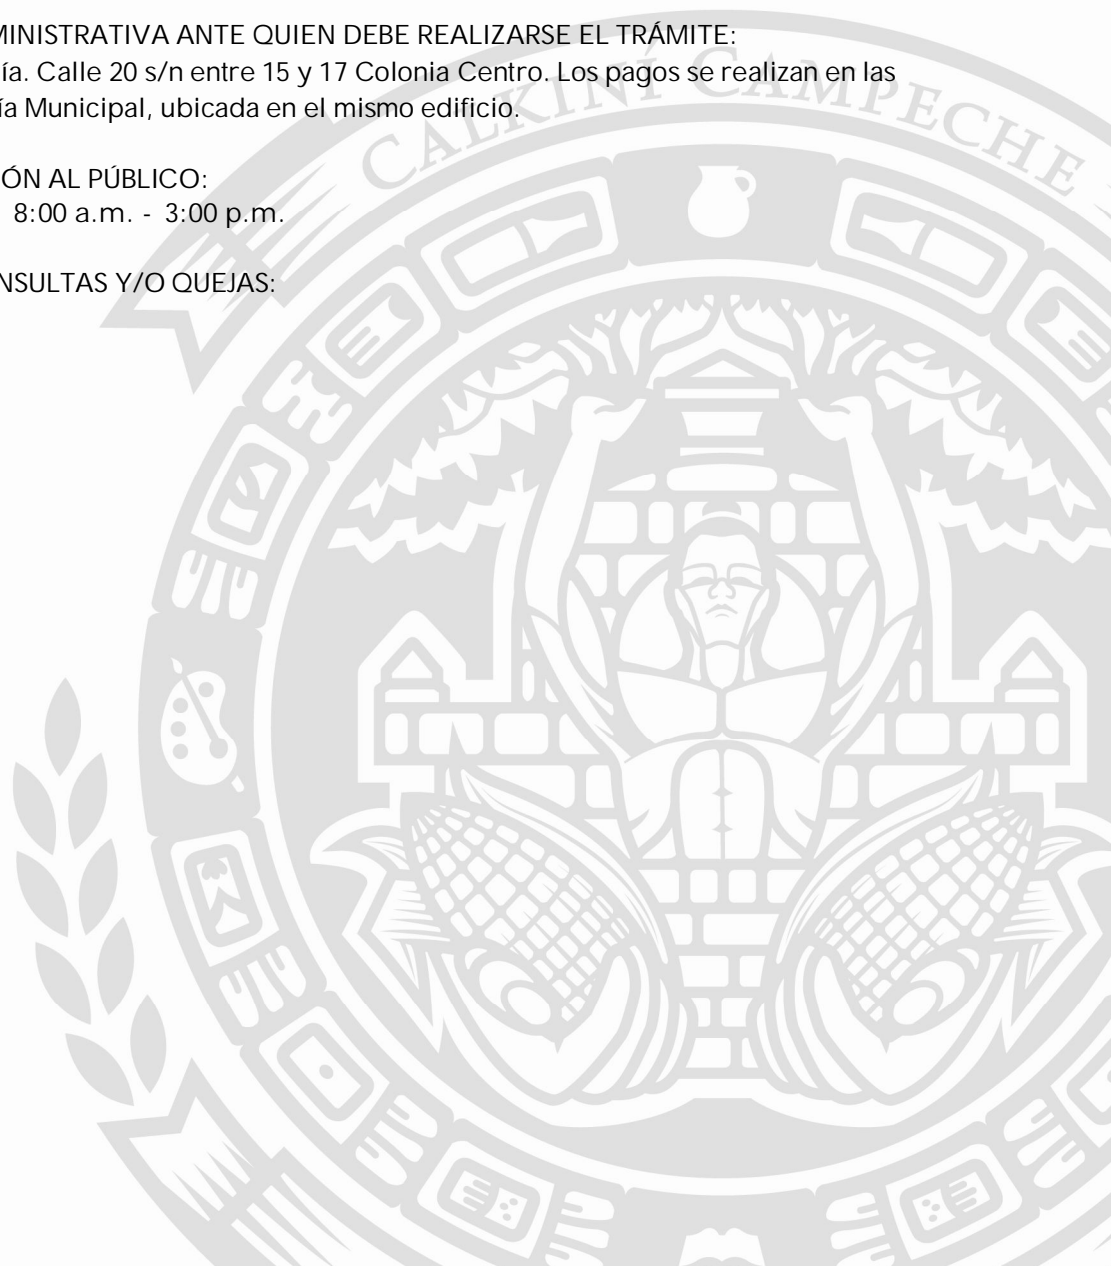 MINISTRATIVA ANTE QUIEN DEBE REALIZARSE EL TRÁMITE:
ía. Calle 20 s/n entre 15 y 17 Colonia Centro. Los pagos se realizan en las
ía Municipal, ubicada en el mismo edificio.
CALKINÍ CAMPECHE
ÓN AL PÚBLICO:
8:00 a.m. - 3:00 p.m.
NSULTAS Y/O QUEJAS: